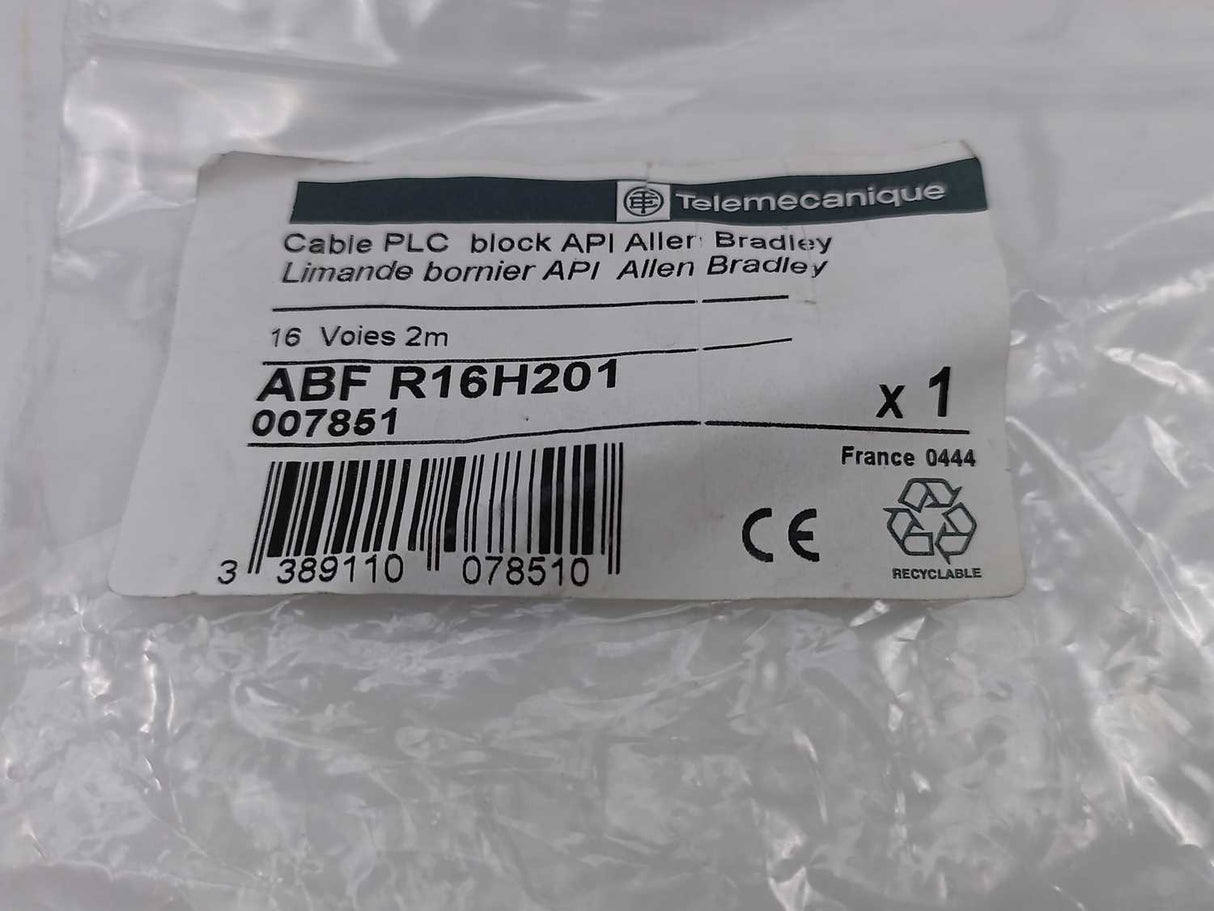 Telemecanique
Cable PLC block API Allen Bradley
Limande bornier API Allen Bradley
16 Voies 2m
ABF R16H201
007851
x 1
France 0444
CE
RECYCLABLE
3 389110 078510